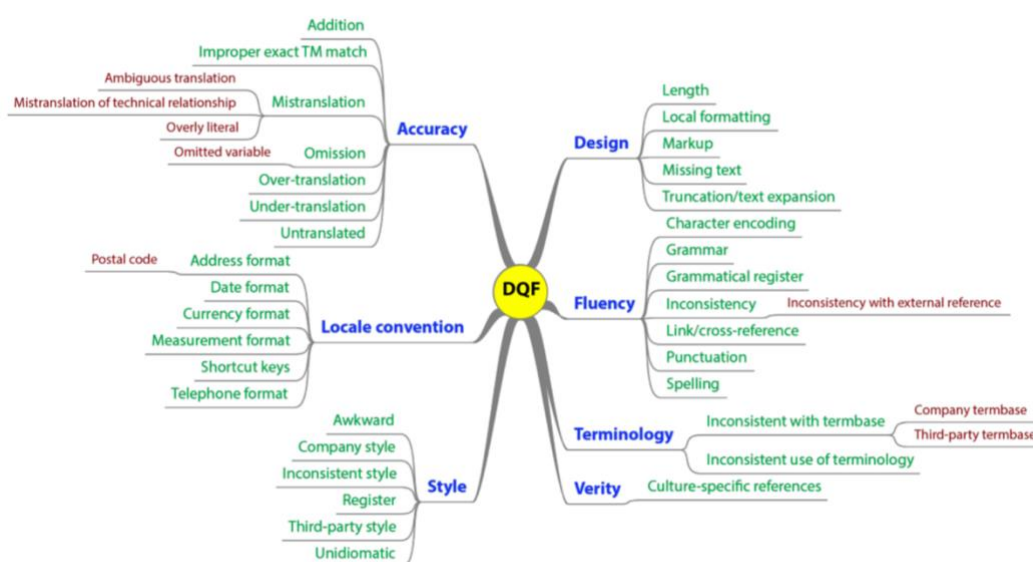 DQF
Accuracy
Addition
Improper exact TM match
Mistranslation
Ambiguous translation
Mistranslation of technical relationship
Overly literal
Omission
Omitted variable
Over-translation
Under-translation
Untranslated
Locale convention
Address format
Postal code
Date format
Currency format
Measurement format
Shortcut keys
Telephone format
Style
Awkward
Company style
Inconsistent style
Register
Third-party style
Unidiomatic
Design
Length
Local formatting
Markup
Missing text
Truncation/text expansion
Fluency
Character encoding
Grammar
Grammatical register
Inconsistency
Inconsistency with external reference
Link/cross-reference
Punctuation
Spelling
Terminology
Inconsistent with termbase
Company termbase
Third-party termbase
Inconsistent use of terminology
Verity
Culture-specific references